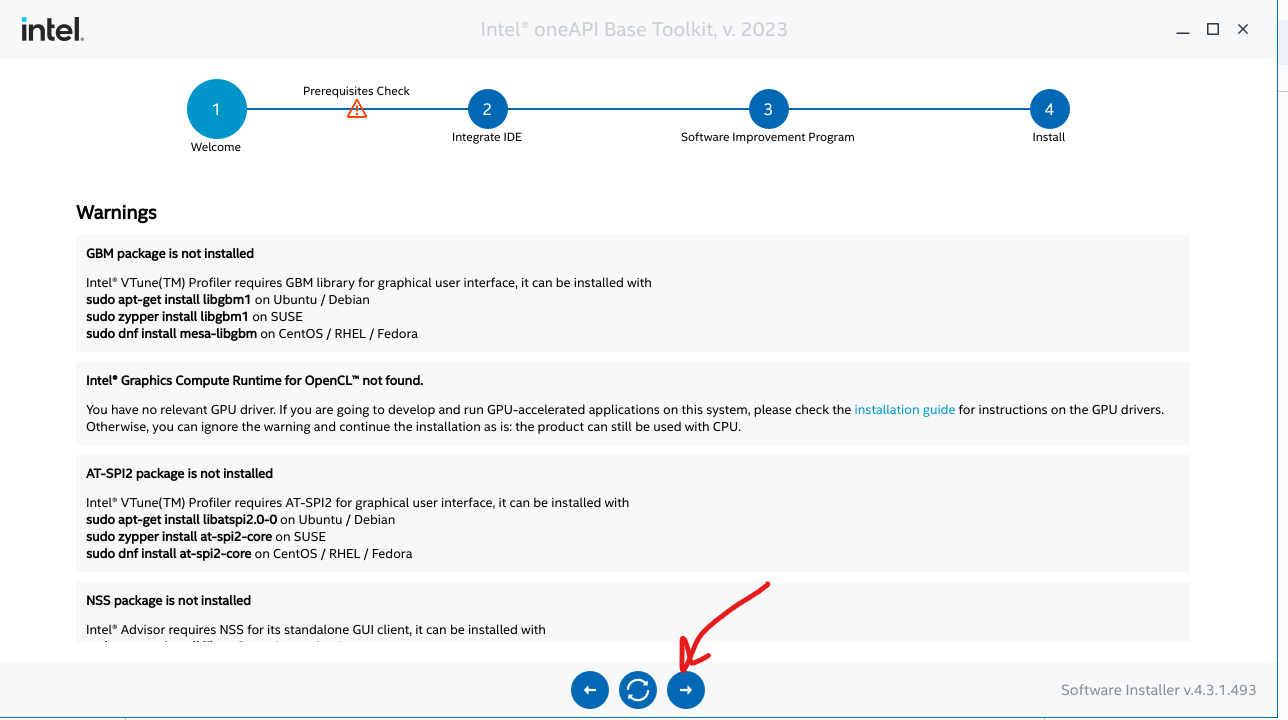 intel.
Intel® oneAPI Base Toolkit, v. 2023
Prerequisites Check
1
2
3
4
Welcome
Integrate IDE
Software Improvement Program
Install
Warnings
GBM package is not installed
Intel® VTune(TM) Profiler requires GBM library for graphical user interface, it can be installed with
sudo apt-get install libgbm1 on Ubuntu / Debian
sudo zypper install libgbm1 on SUSE
sudo dnf install mesa-libgbm on CentOS / RHEL / Fedora
Intel® Graphics Compute Runtime for OpenCL™ not found.
You have no relevant GPU driver. If you are going to develop and run GPU-accelerated applications on this system, please check the installation guide for instructions on the GPU drivers.
Otherwise, you can ignore the warning and continue the installation as is: the product can still be used with CPU.
AT-SPI2 package is not installed
Intel® VTune(TM) Profiler requires AT-SPI2 for graphical user interface, it can be installed with
sudo apt-get install libatspi2.0-0 on Ubuntu / Debian
sudo zypper install at-spi2-core on SUSE
sudo dnf install at-spi2-core on CentOS / RHEL / Fedora
NSS package is not installed
Intel® Advisor requires NSS for its standalone GUI client, it can be installed with
Software Installer v.4.3.1.493